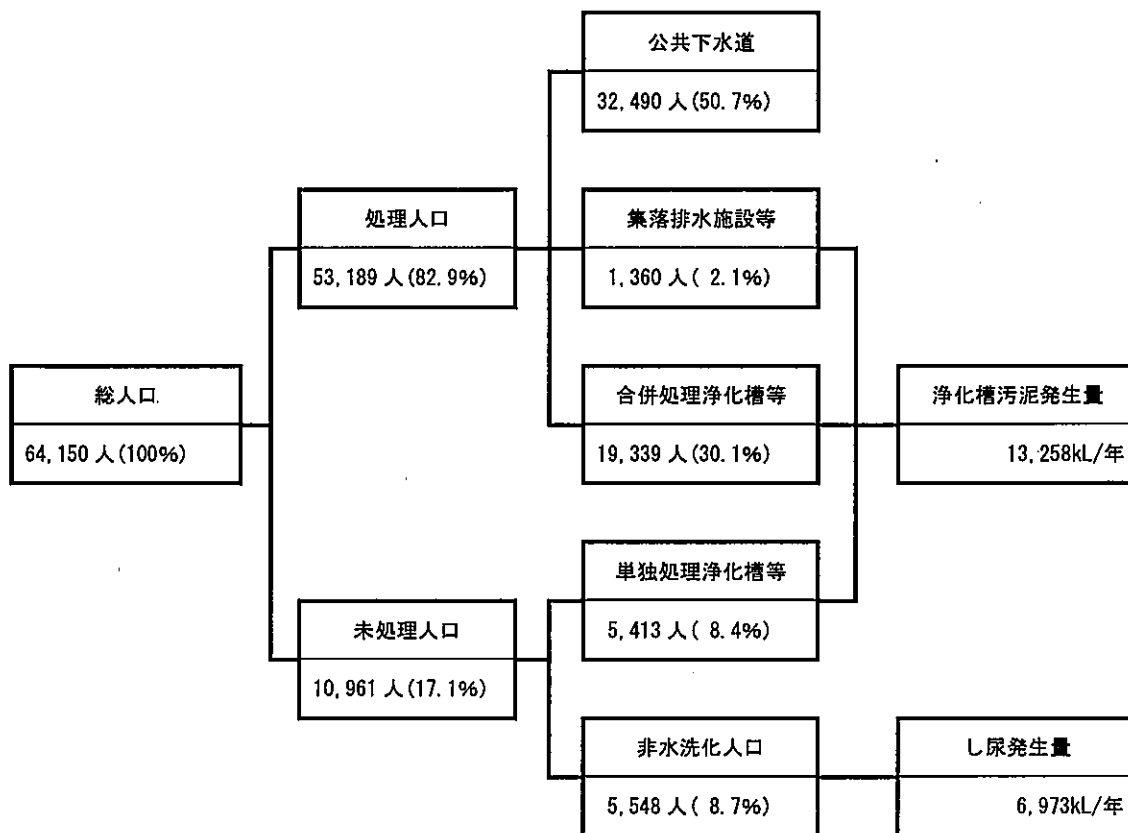 公共下水道
32,490 人(50.7%)
処理人口
53,189 人(82.9%)
集落排水施設等
1,360 人( 2.1%)
総人口
64,150 人(100%)
合併処理浄化槽等
19,339 人(30.1%)
浄化槽汚泥発生量
13,258kL/年
単独処理浄化槽等
5,413 人( 8.4%)
未処理人口
10,961 人(17.1%)
非水洗化人口
5,548 人( 8.7%)
し尿発生量
6,973kL/年